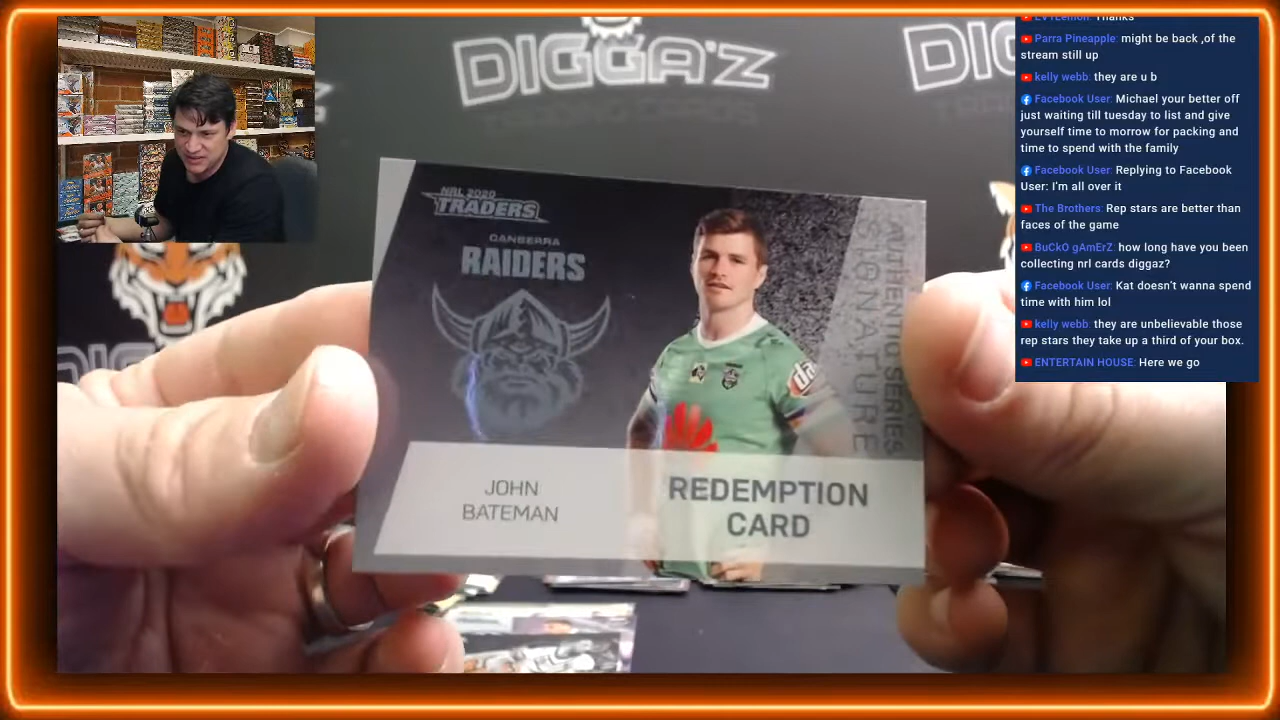 DIGGA'Z
DIG
NRL 2020
TRADERS
CANBERRA
RAIDERS
AUTHENTIC SERIES
SIGNATURE
JOHN
BATEMAN
REDEMPTION
CARD
DIG
Thanks
Parra Pineapple: might be back ,of the
stream still up
kelly webb: they are u b
Facebook User: Michael your better off
just waiting till tuesday to list and give
yourself time to morrow for packing and
time to spend with the family
Facebook User: Replying to Facebook
User: I'm all over it
The Brothers: Rep stars are better than
faces of the game
BuCkO gAmErZ: how long have you been
collecting nrl cards diggaz?
Facebook User: Kat doesn't wanna spend
time with him lol
kelly webb: they are unbelievable those
rep stars they take up a third of your box.
ENTERTAIN HOUSE: Here we go